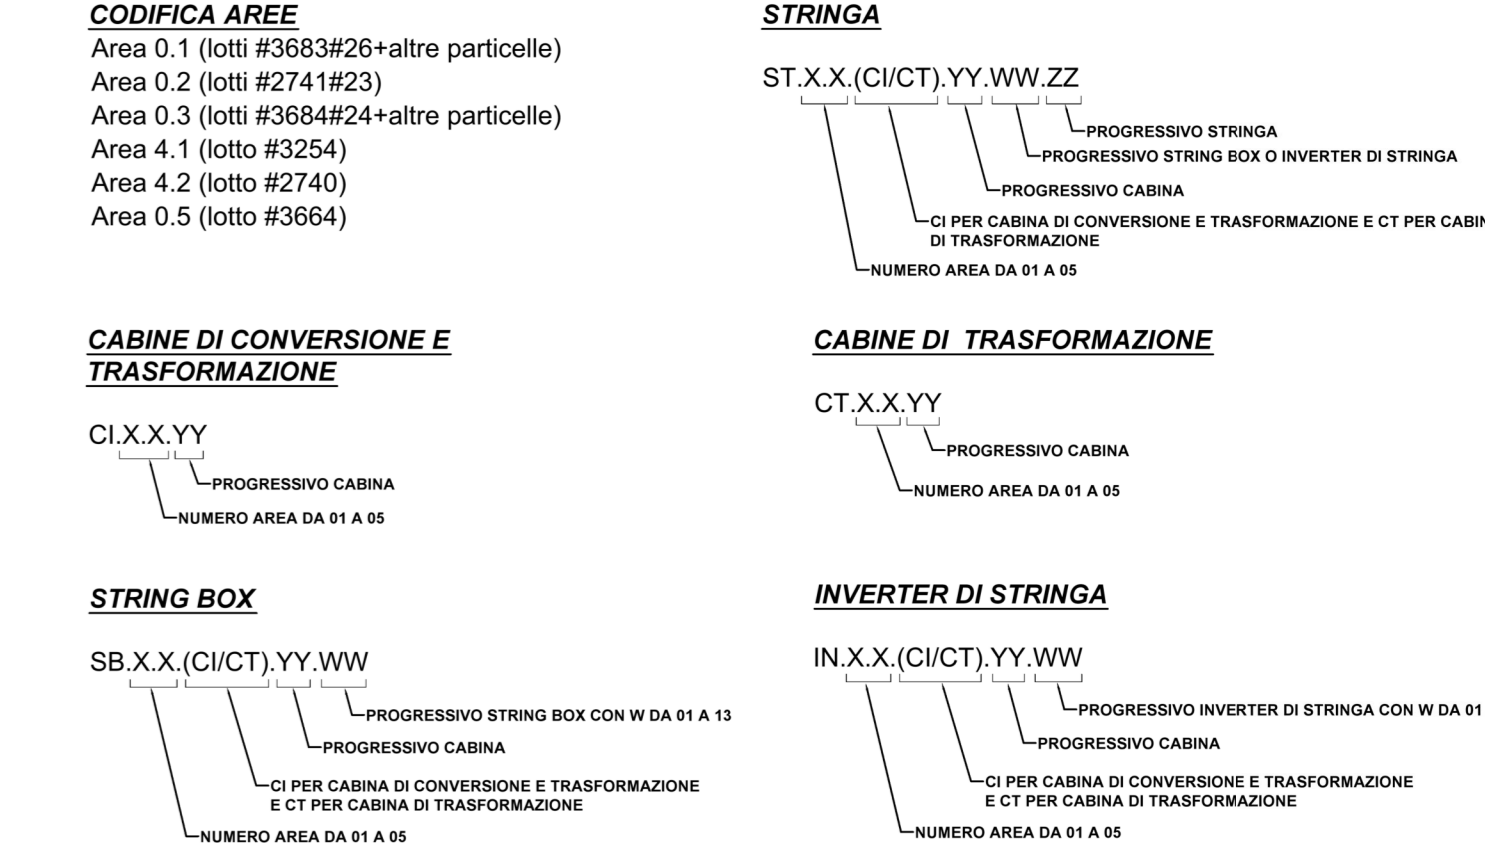 CODIFICA AREE
Area 0.1 (lotti #3683#26+altre particelle)
Area 0.2 (lotti #2741#23)
Area 0.3 (lotti #3684#24+altre particelle)
Area 4.1 (lotto #3254)
Area 4.2 (lotto #2740)
Area 0.5 (lotto #3664)
STRINGA
ST.X.X.(CI/CT).YY.WW.ZZ
PROGRESSIVO STRINGA
PROGRESSIVO STRING BOX O INVERTER DI STRINGA
PROGRESSIVO CABINA
CI PER CABINA DI CONVERSIONE E TRASFORMAZIONE E CT PER CABIN
DI TRASFORMAZIONE
NUMERO AREA DA 01 A 05
CABINE DI CONVERSIONE E
TRASFORMAZIONE
CI.X.X.YY
PROGRESSIVO CABINA
NUMERO AREA DA 01 A 05
CABINE DI TRASFORMAZIONE
CT.X.X.YY
PROGRESSIVO CABINA
NUMERO AREA DA 01 A 05
STRING BOX
SB.X.X.(CI/CT).YY.WW
PROGRESSIVO STRING BOX CON W DA 01 A 13
PROGRESSIVO CABINA
CI PER CABINA DI CONVERSIONE E TRASFORMAZIONE
E CT PER CABINA DI TRASFORMAZIONE
NUMERO AREA DA 01 A 05
INVERTER DI STRINGA
IN.X.X.(CI/CT).YY.WW
PROGRESSIVO INVERTER DI STRINGA CON W DA 01
PROGRESSIVO CABINA
CI PER CABINA DI CONVERSIONE E TRASFORMAZIONE
E CT PER CABINA DI TRASFORMAZIONE
NUMERO AREA DA 01 A 05